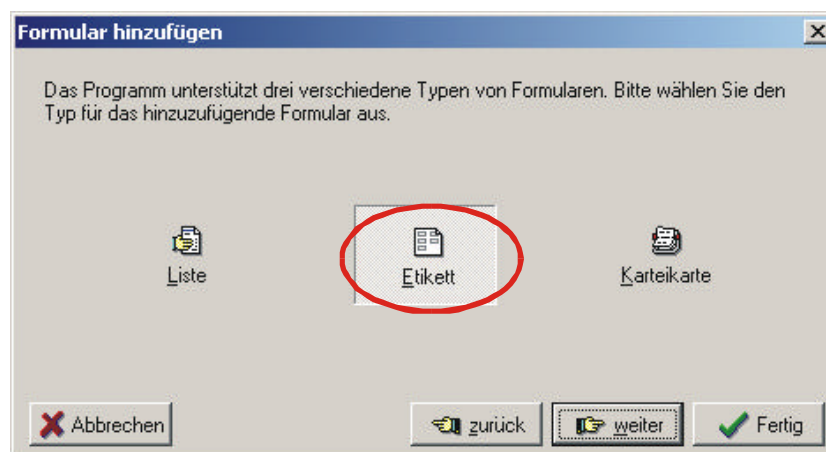 Formular hinzufügen
Das Programm unterstützt drei verschiedene Typen von Formularen. Bitte wählen Sie den
Typ für das hinzuzufügende Formular aus.
Liste
Etikett
Karteikarte
Abbrechen
zurück
weiter
Fertig